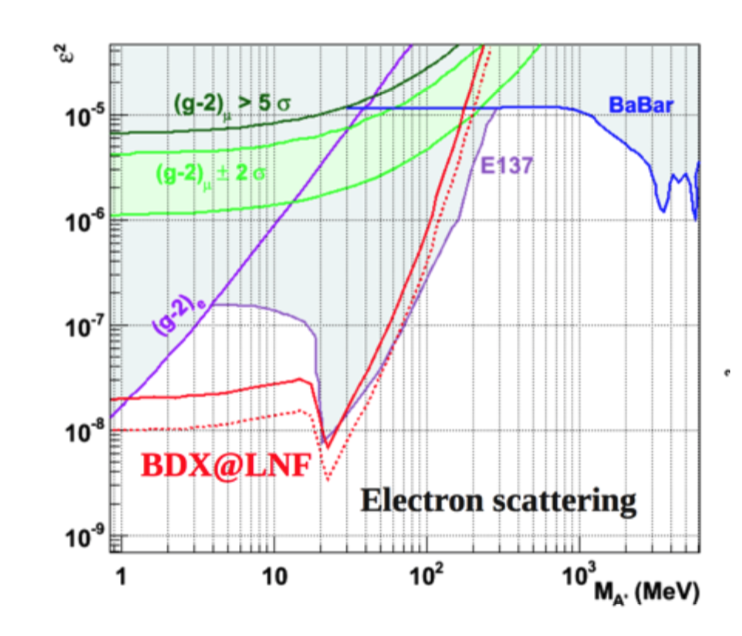 ε²
10⁻⁵
10⁻⁶
10⁻⁷
10⁻⁸
10⁻⁹
(g-2)μ > 5 σ
(g-2)μ ± 2 σ
(g-2)e
BaBar
E137
BDX@LNF
Electron scattering
1
10
10²
10³
M_A' (MeV)